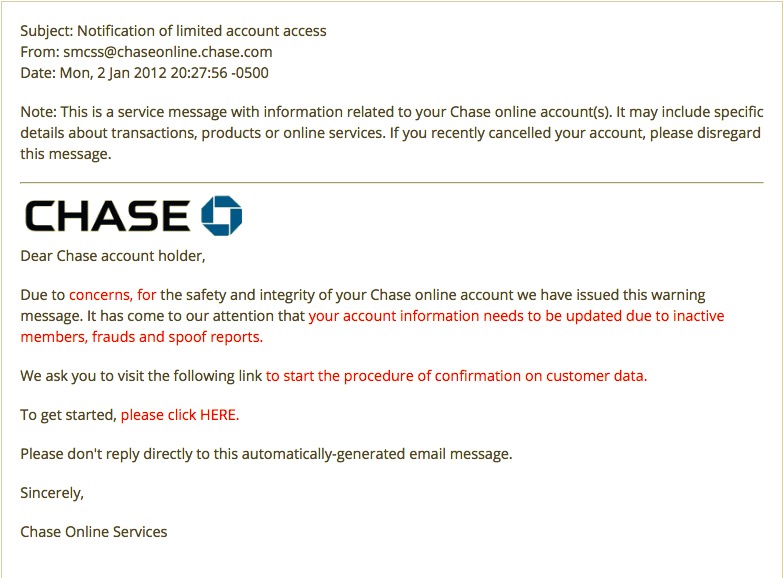 Subject: Notification of limited account access
From: smcss@chaseonline.chase.com
Date: Mon, 2 Jan 2012 20:27:56 -0500
Note: This is a service message with information related to your Chase online account(s). It may include specific
details about transactions, products or online services. If you recently cancelled your account, please disregard
this message.
CHASE
Dear Chase account holder,
Due to concerns, for the safety and integrity of your Chase online account we have issued this warning
message. It has come to our attention that your account information needs to be updated due to inactive
members, frauds and spoof reports.
We ask you to visit the following link to start the procedure of confirmation on customer data.
To get started, please click HERE.
Please don't reply directly to this automatically-generated email message.
Sincerely,
Chase Online Services